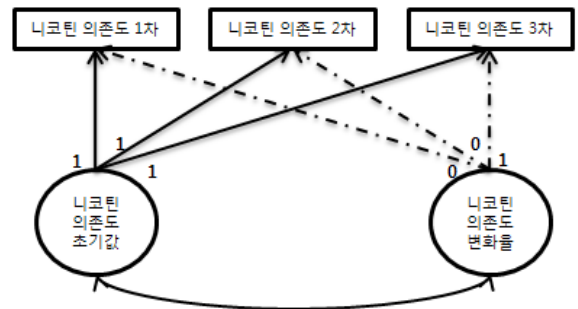 니코틴 의존도 1차
니코틴 의존도 2차
니코틴 의존도 3차
1
1
1
0
0
1
니코틴
의존도
초기값
니코틴
의존도
변화율